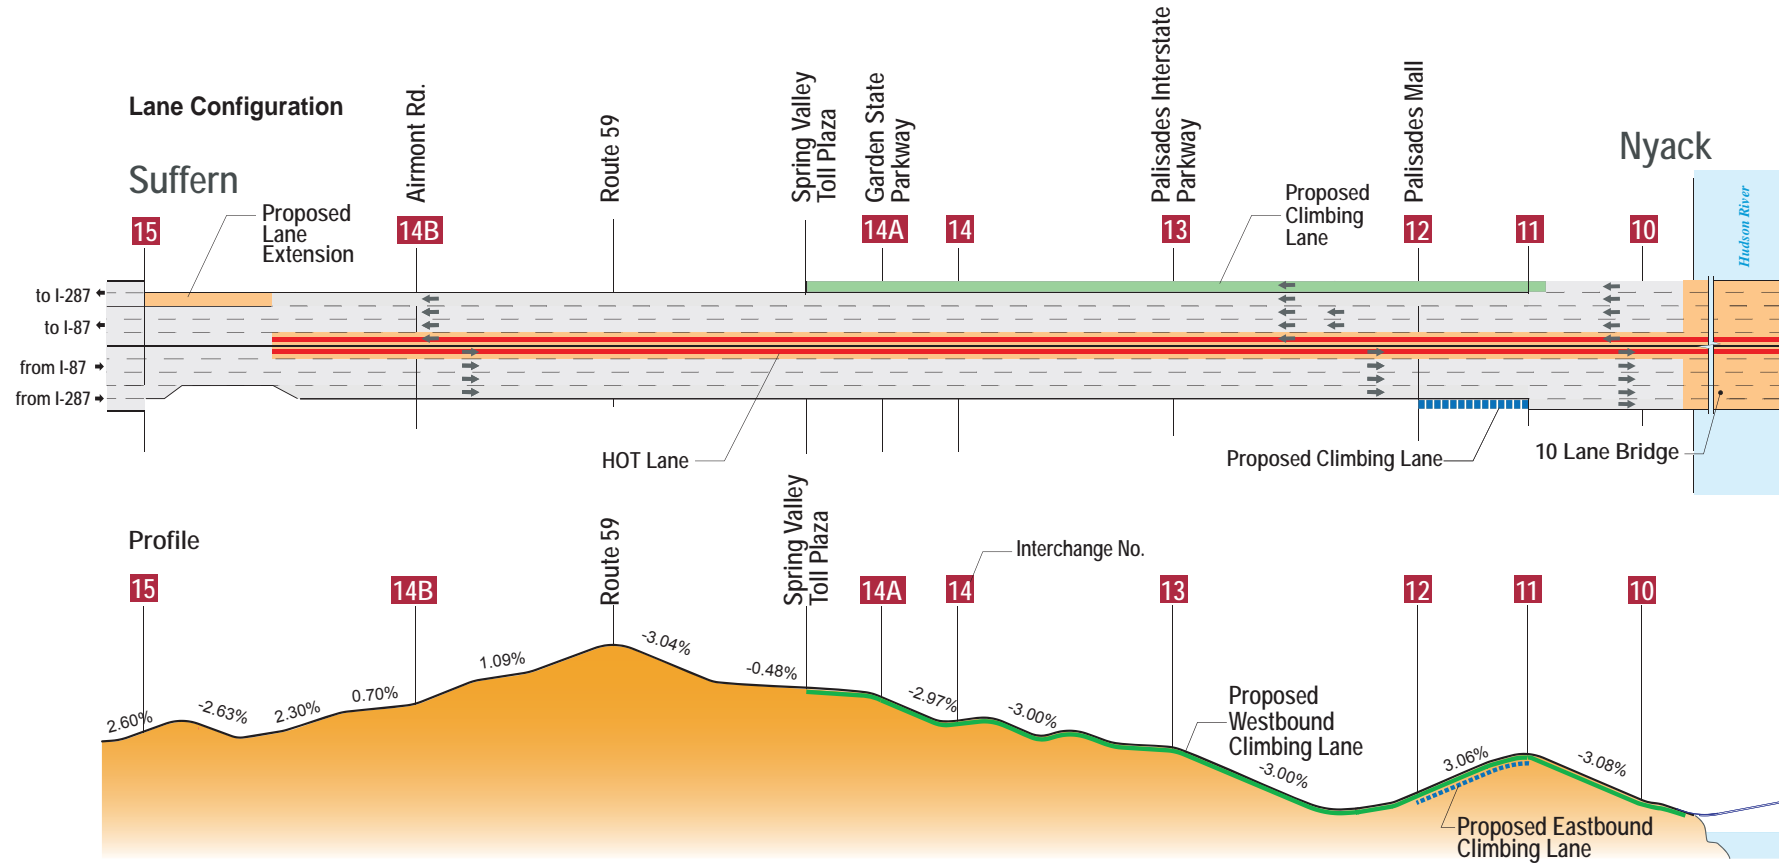 Lane Configuration
Suffern
Nyack
Airmont Rd.
Route 59
Spring Valley
Toll Plaza
Garden State
Parkway
Palisades Interstate
Parkway
Palisades Mall
Hudson River
Proposed
Lane
Extension
Proposed
Climbing
Lane
15
14B
14A
14
13
12
11
10
to I-287
to I-87
from I-87
from I-287
HOT Lane
Proposed Climbing Lane
10 Lane Bridge
Profile
Route 59
Spring Valley
Toll Plaza
Interchange No.
15
14B
14A
14
13
12
11
10
2.60%
-2.63%
2.30%
0.70%
1.09%
-3.04%
-0.48%
-2.97%
-3.00%
-3.00%
3.06%
-3.08%
Proposed
Westbound
Climbing Lane
Proposed Eastbound
Climbing Lane